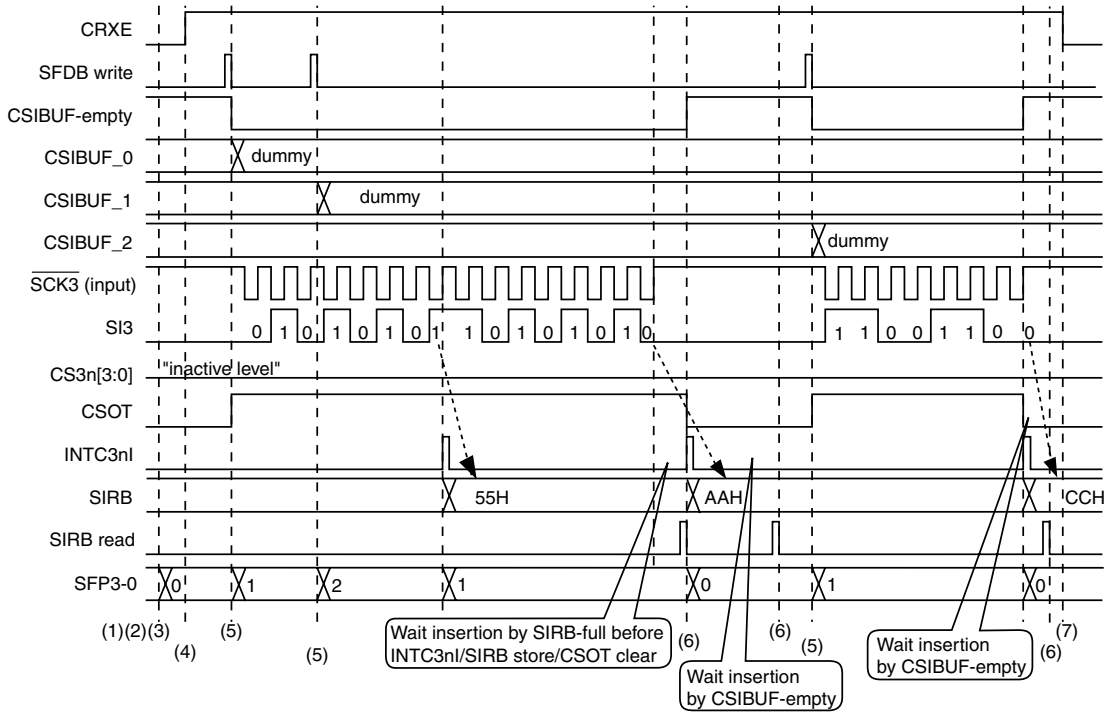 CRXE
SFDB write
CSIBUF-empty
CSIBUF_0 dummy
CSIBUF_1 dummy
CSIBUF_2 dummy
SCK3 (input)
SI3 0 1 0 1 0 1 0 1 1 0 1 0 1 0 1 0 1 1 0 0 1 1 0 0
CS3n[3:0] "inactive level"
CSOT
INTC3nI
SIRB 55H AAH CCH
SIRB read
SFP3-0 0 1 2 1 0 1 0
(1)(2)(3) (5) (6) (6) (5) (7)
(4) (5) (6)
Wait insertion by SIRB-full before
INTC3nI/SIRB store/CSOT clear
Wait insertion
by CSIBUF-empty
Wait insertion
by CSIBUF-empty